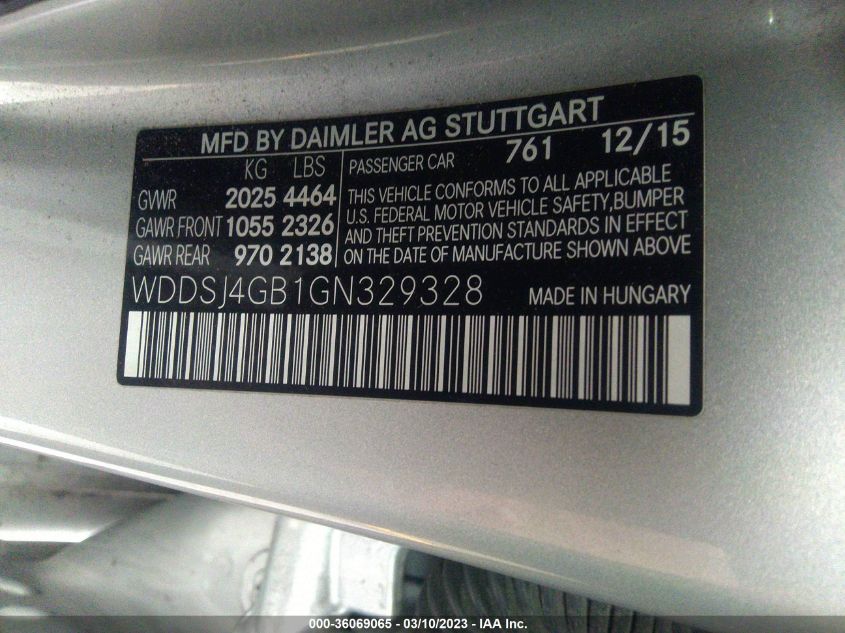 MFD BY DAIMLER AG STUTTGART
KG LBS
GVWR 2025 4464
GAWR FRONT 1055 2326
GAWR REAR 970 2138
PASSENGER CAR 761 12/15
THIS VEHICLE CONFORMS TO ALL APPLICABLE
U.S. FEDERAL MOTOR VEHICLE SAFETY,BUMPER
AND THEFT PREVENTION STANDARDS IN EFFECT
ON THE DATE OF MANUFACTURE SHOWN ABOVE
WDDSJ4GB1GN329328 MADE IN HUNGARY
000-36069065 - 03/10/2023 - IAA Inc.